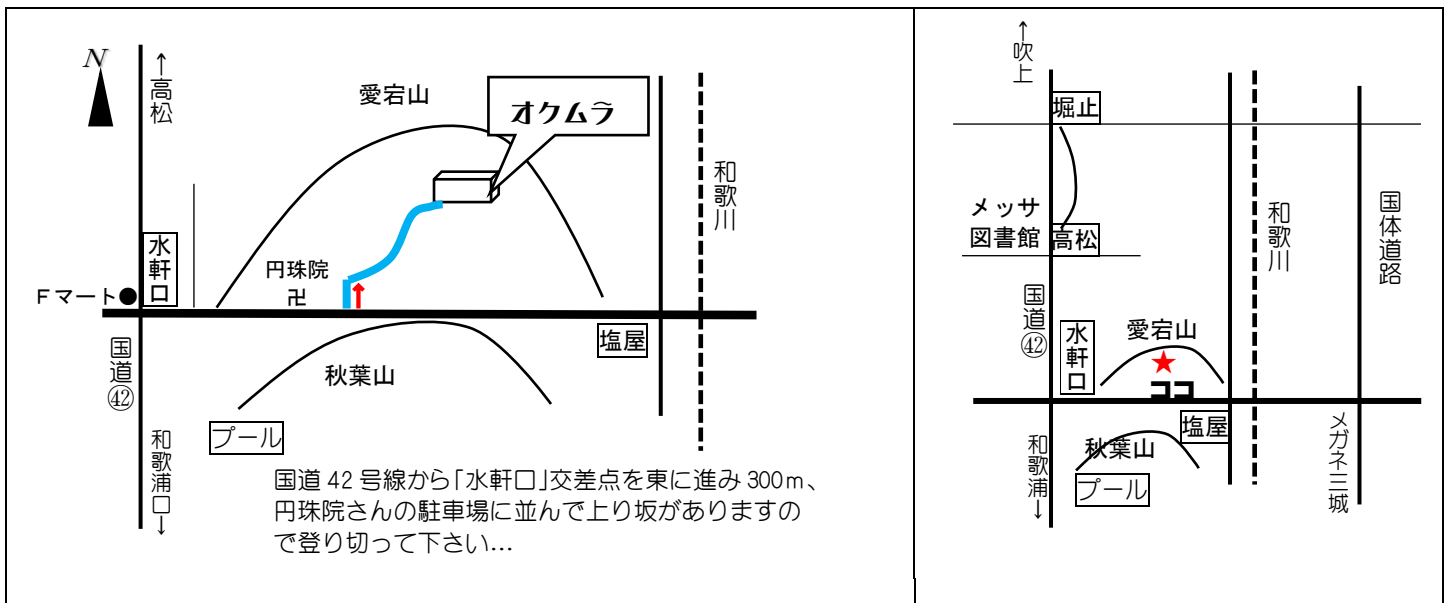 N
↑高松
愛宕山
オクムラ
和歌川
水軒口
円珠院
卍
Fマート●
塩屋
国道㊷
秋葉山
プール
和歌浦口↓
国道42号線から「水軒口」交差点を東に進み300m、
円珠院さんの駐車場に並んで上り坂がありますの
で登り切って下さい…
↑吹上
堀止
メッサ
図書館
高松
和歌川
国体道路
国道㊷
水軒口
愛宕山
★
ココ
塩屋
秋葉山
プール
和歌浦→
メガネ三城